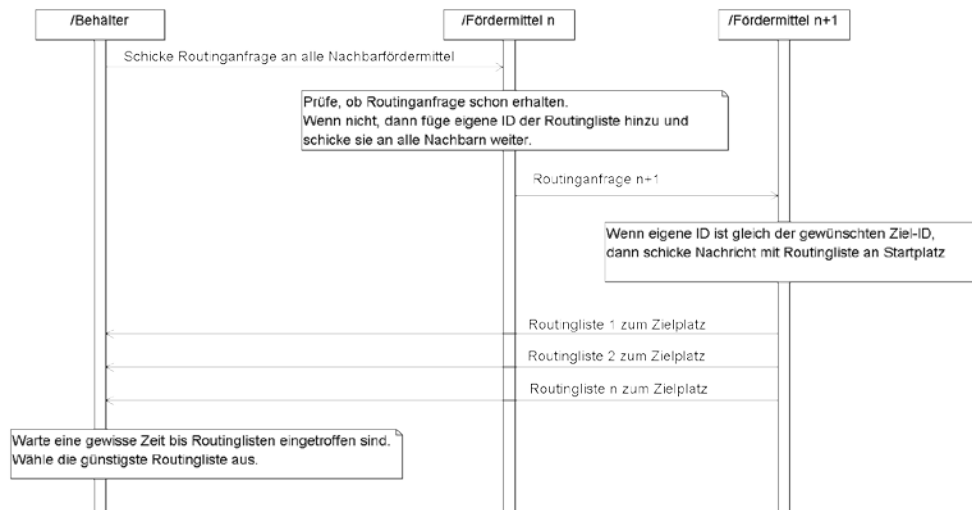 /Behälter
/Fördermittel n
/Fördermittel n+1
Schicke Routinganfrage an alle Nachbarfördermittel
Prüfe, ob Routinganfrage schon erhalten.
Wenn nicht, dann füge eigene ID der Routingliste hinzu und
schicke sie an alle Nachbarn weiter.
Routinganfrage n+1
Wenn eigene ID ist gleich der gewünschten Ziel-ID,
dann schicke Nachricht mit Routingliste an Startplatz
Routingliste 1 zum Zielplatz
Routingliste 2 zum Zielplatz
Routingliste n zum Zielplatz
Warte eine gewisse Zeit bis Routinglisten eingetroffen sind.
Wähle die günstigste Routingliste aus.